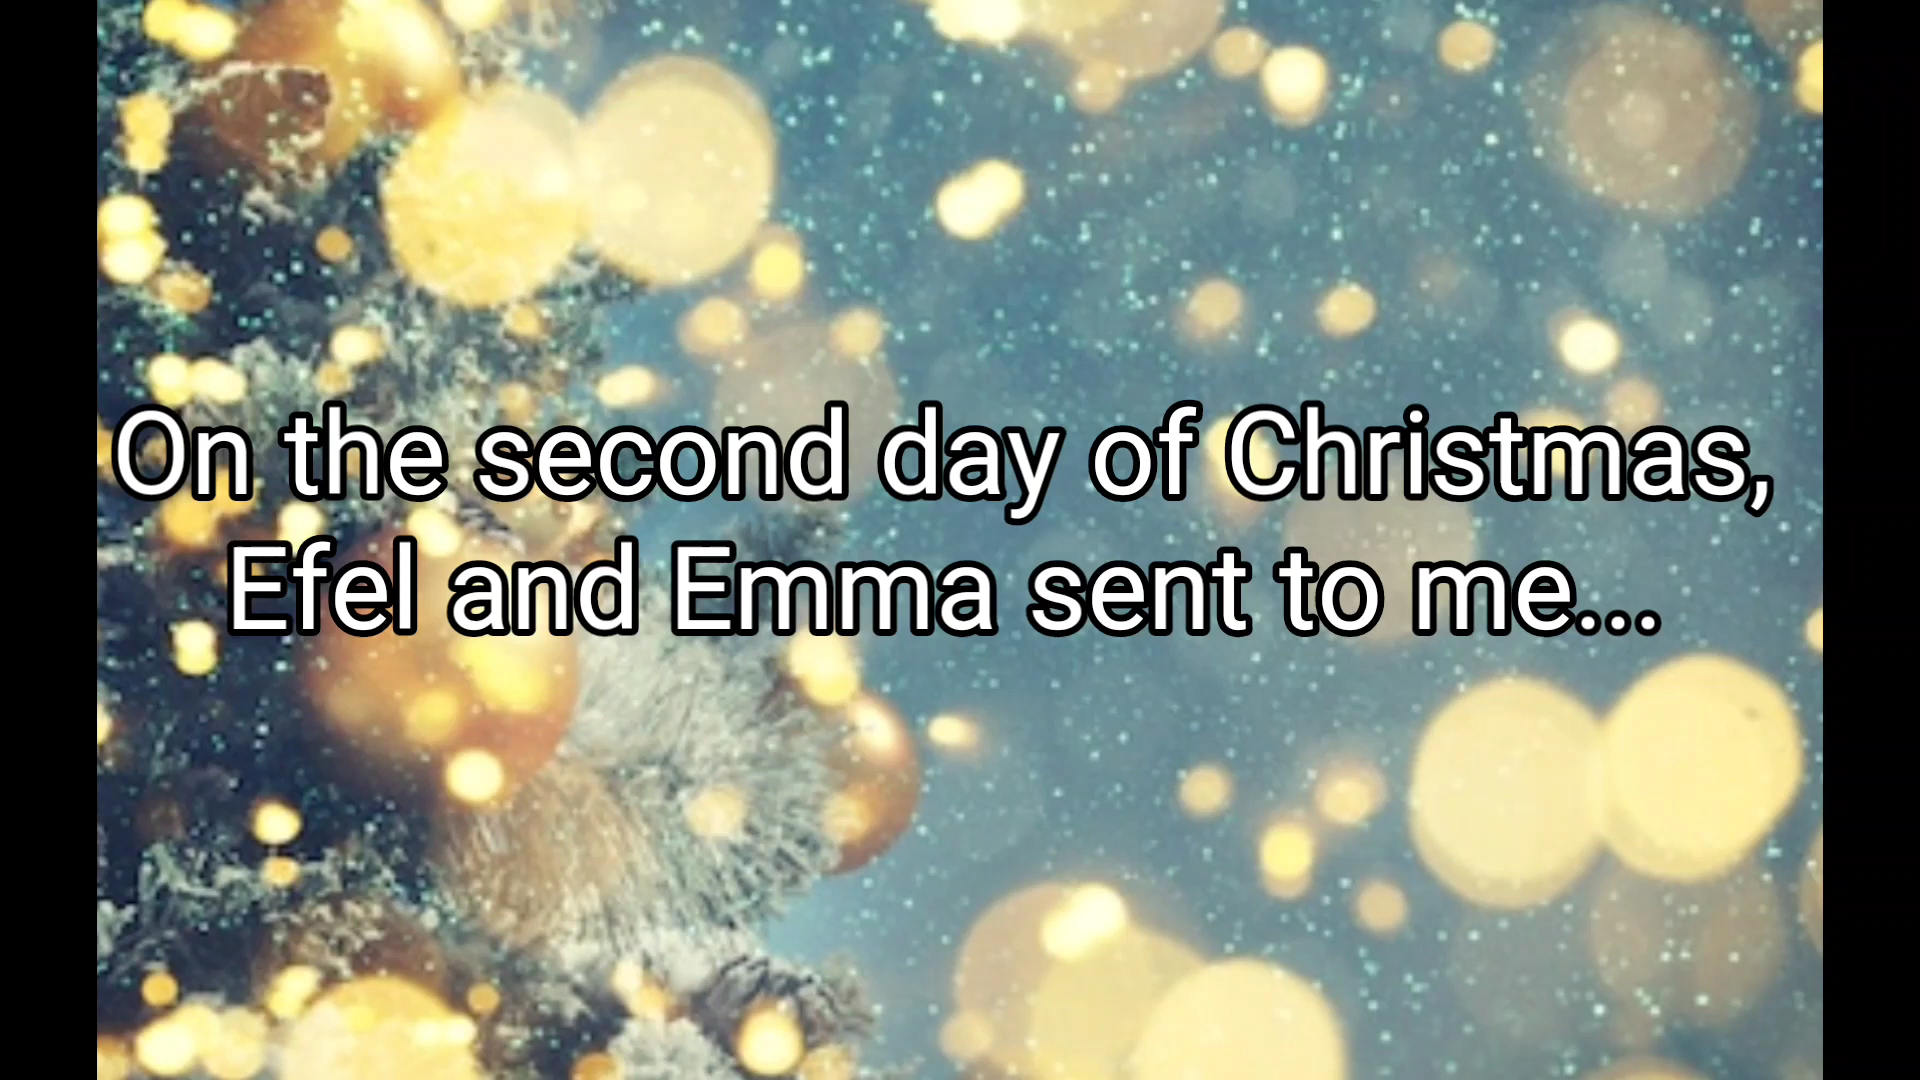 On the second day of Christmas,
Efel and Emma sent to me...